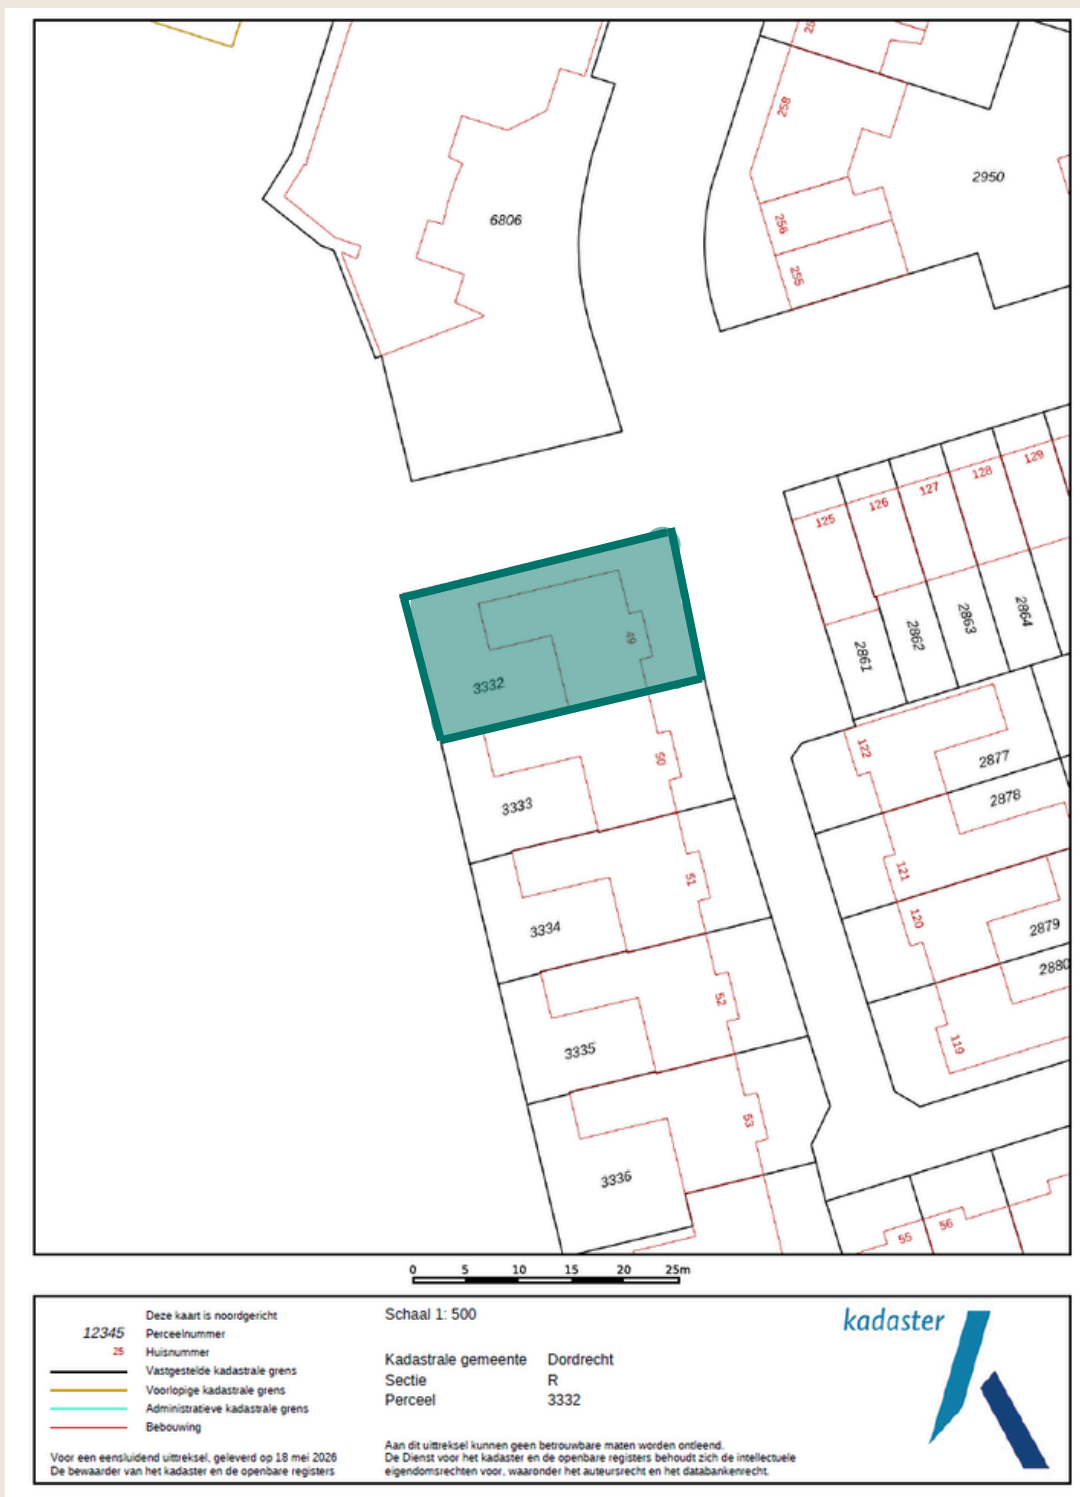 25
258
2950
6806
256
255
129
128
127
126
125
2864
2863
2862
2861
49
3332
122
50
2877
3333
2878
51
121
120
3334
2879
2880
52
3335
119
53
3336
56
55
0 5 10 15 20 25m
Deze kaart is noordgericht
12345 Perceelnummer
25 Huisnummer
Vastgestelde kadastrale grens
Voorlopige kadastrale grens
Administratieve kadastrale grens
Bebouwing
Voor een eensluidend uittreksel, geleverd op 18 mei 2026
De bewaarder van het kadaster en de openbare registers
Schaal 1: 500
Kadastrale gemeente Dordrecht
Sectie R
Perceel 3332
Aan dit uittreksel kunnen geen betrouwbare maten worden ontleend.
De Dienst voor het kadaster en de openbare registers behoudt zich de intellectuele
eigendomsrechten voor, waaronder het auteursrecht en het databankenrecht.
kadaster